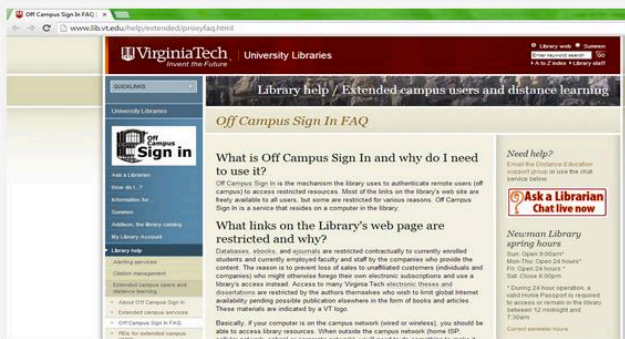 Off Campus Sign In FAQ |
www.lib.vt.edu/help/extended/proxyfaq.html
VirginiaTech
Invent the Future
University Libraries
Library web Summon
Enter keyword search Go
A to Z index Library staff
QUICKLINKS
Library help / Extended campus users and distance learning
University Libraries
Off Campus Sign In FAQ
Off
Campus
Sign in
Ask a Librarian
How do I...?
Information for...
Summon
Addison, the library catalog
My Library Account
Library help
Alerting services
Citation management
Extended campus users and
distance learning
About Off Campus Sign In
Extended campus services
Off Campus Sign In FAQ
PIDs for extended campus
What is Off Campus Sign In and why do I need
to use it?
Off Campus Sign In is the mechanism the library uses to authenticate remote users (off
campus) to access restricted resources. Most of the links on the library's web site are
freely available to all users, but some are restricted for various reasons. Off Campus
Sign In is a service that resides on a computer in the library.
What links on the Library's web page are
restricted and why?
Databases, ebooks, and ejournals are restricted contractually to currently enrolled
students and currently employed faculty and staff by the companies who provide the
content. The reason is to prevent loss of sales to unaffiliated customers (individuals and
companies) who might otherwise forego their own electronic subscriptions and use a
library's access instead. Access to many Virginia Tech electronic theses and
dissertations are restricted by the authors themselves who wish to limit global Internet
availability pending possible publication elsewhere in the form of books and articles.
These materials are indicated by a VT logo.
Basically, if your computer is on the campus network (wired or wireless), you should be
able to access library resources. When outside the campus network (home ISP,
Need help?
Email the Distance Education
support group or use the chat
service below.
Ask a Librarian
Chat live now
Newman Library
spring hours
Sun: Open 9:00am*
Mon-Thu: Open 24 hours*
Fri: Open 24 hours*
Sat: Close 8:00pm
* During 24 hour operation, a
valid Hokie Passport is required
to access or remain in the library
between 12 midnight and
7:30am.
Current semester hours